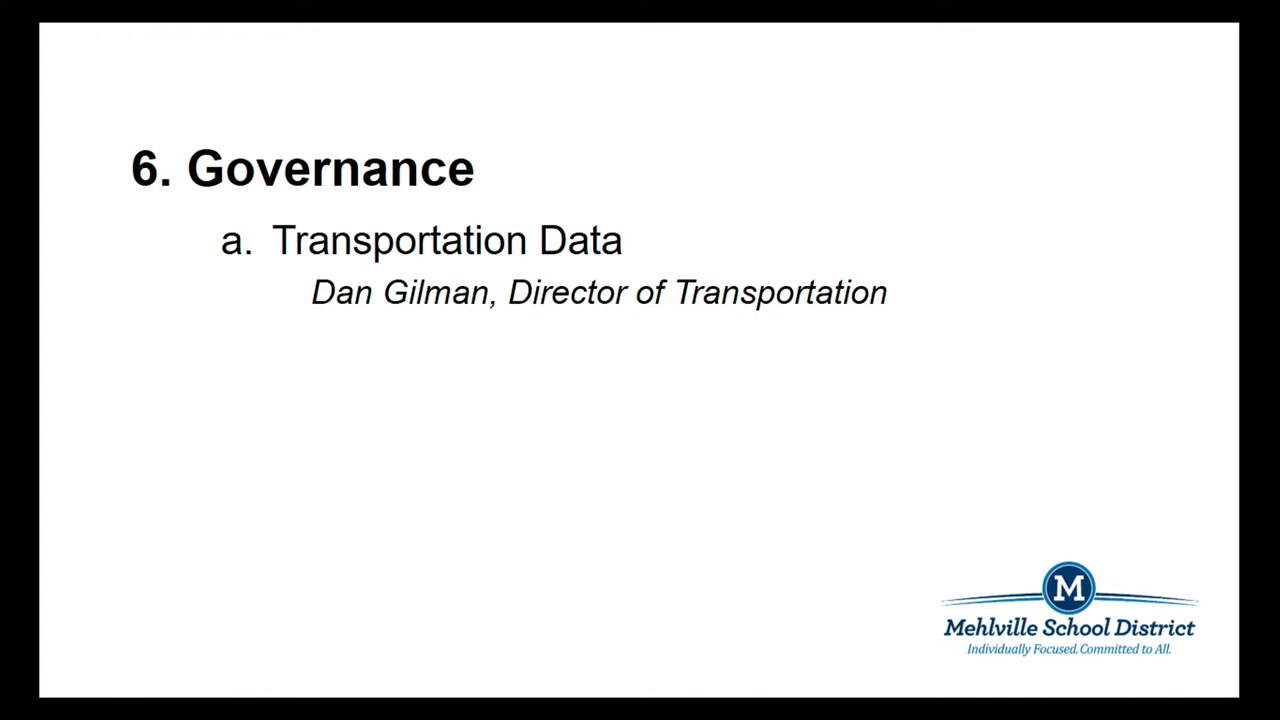 6. Governance
a. Transportation Data
Dan Gilman, Director of Transportation
M
Mehlville School District
Individually Focused. Committed to All.